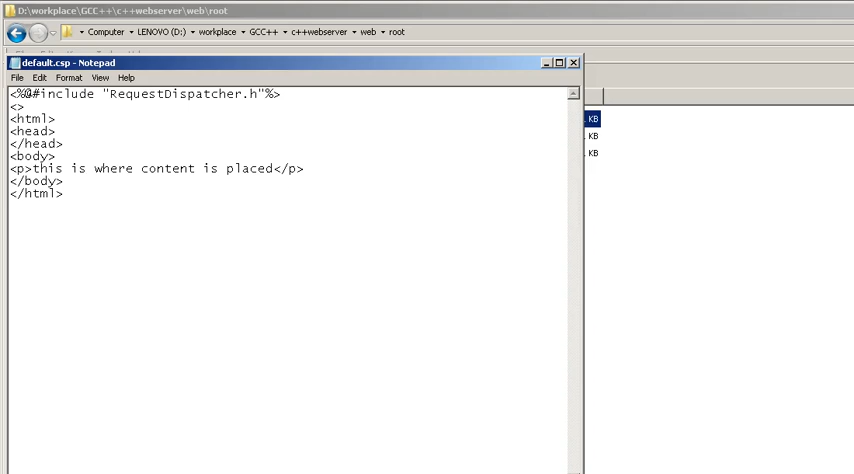 D:\workplace\GCC++\c++webserver\web\root
Computer LENOVO (D:) workplace GCC++ c++webserver web root
default.csp - Notepad
File Edit Format View Help
<%@#include "RequestDispatcher.h"%>
<>
<html>
<head>
</head>
<body>
<p>this is where content is placed</p>
</body>
</html>
KB
KB
KB